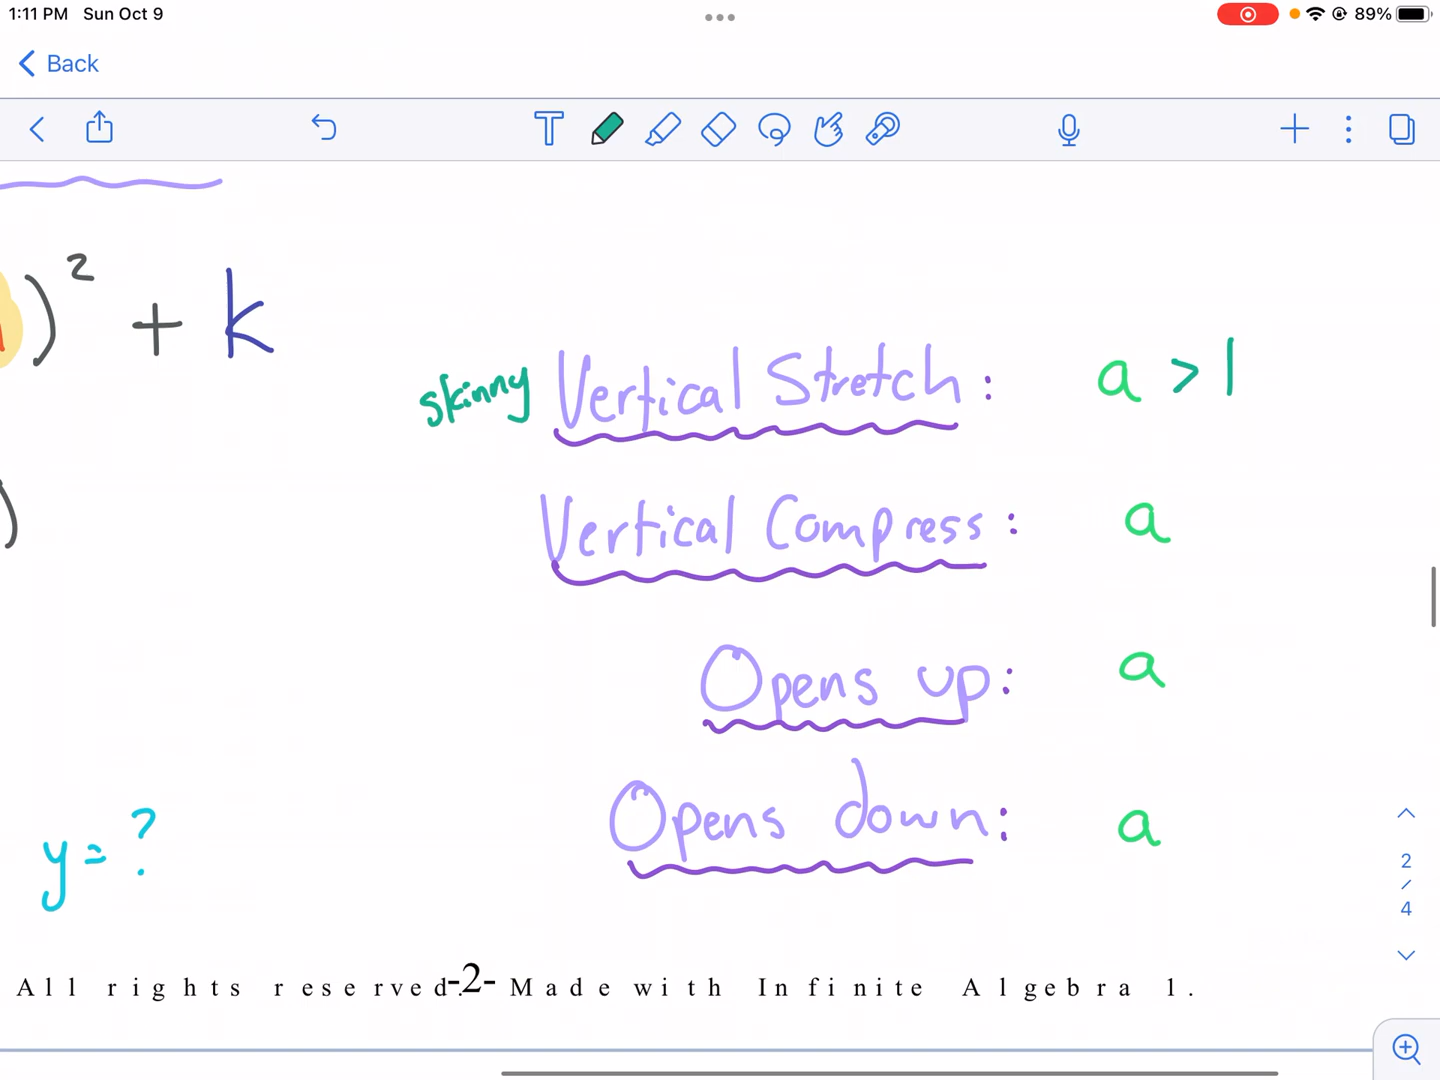 1:11 PM Sun Oct 9
89%
Back
)² + k
skinny Vertical Stretch: a > 1
)
Vertical Compress: a
Opens up: a
Opens down: a
y = ?
2
/
4
All rights reserved. -2- Made with Infinite Algebra 1.